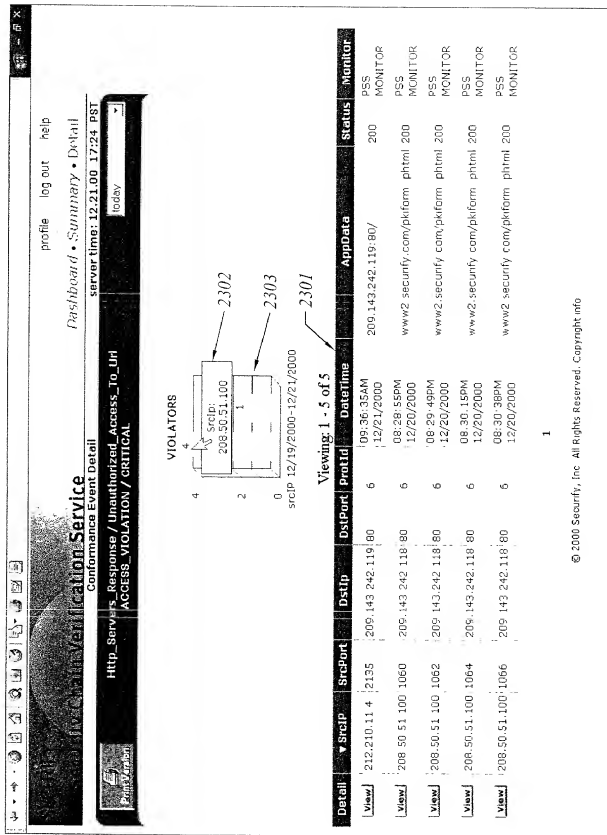 profile log out help
Dashboard • Summary • Detail
Verification Service
Conformance Event Detail
server time: 12.21.00 17:24 PST
Print Version
Http_Servers_Response / Unauthorized_Access_To_Url
ACCESS_VIOLATION / CRITICAL
today
VIOLATORS
4
4
2
0
SrcIp:
208.50.51.100
1
2302
2303
srcIP 12/19/2000-12/21/2000
Viewing: 1 - 5 of 5
2301
Detail ▼ SrcIP SrcPort DstIp DstPort ProtId DateTime AppData Status Monitor
View 212.210.11 4 2135 209.143 242.119 80 6 09:36:35AM 12/21/2000 209.143.242.119:80/ 200 PSS MONITOR
View 208 50 51 100 1060 209.143 242 118 80 6 08:28:55PM 12/20/2000 www2 securify.com/pkiform phtml 200 PSS MONITOR
View 208.50.51 100 1062 209 143.242 118 80 6 08:29:49PM 12/20/2000 www2.securify com/pkiform phtml 200 PSS MONITOR
View 208.50.51.100 1064 209.143.242.118 80 6 08.30.15PM 12/20/2000 www2.securify.com/pkiform phtml 200 PSS MONITOR
View 208.50.51.100 1066 209 143 242.118 80 6 08:30:38PM 12/20/2000 www2 securify com/pkiform phtml 200 PSS MONITOR
1
© 2000 Securify, Inc All Rights Reserved. Copyright info